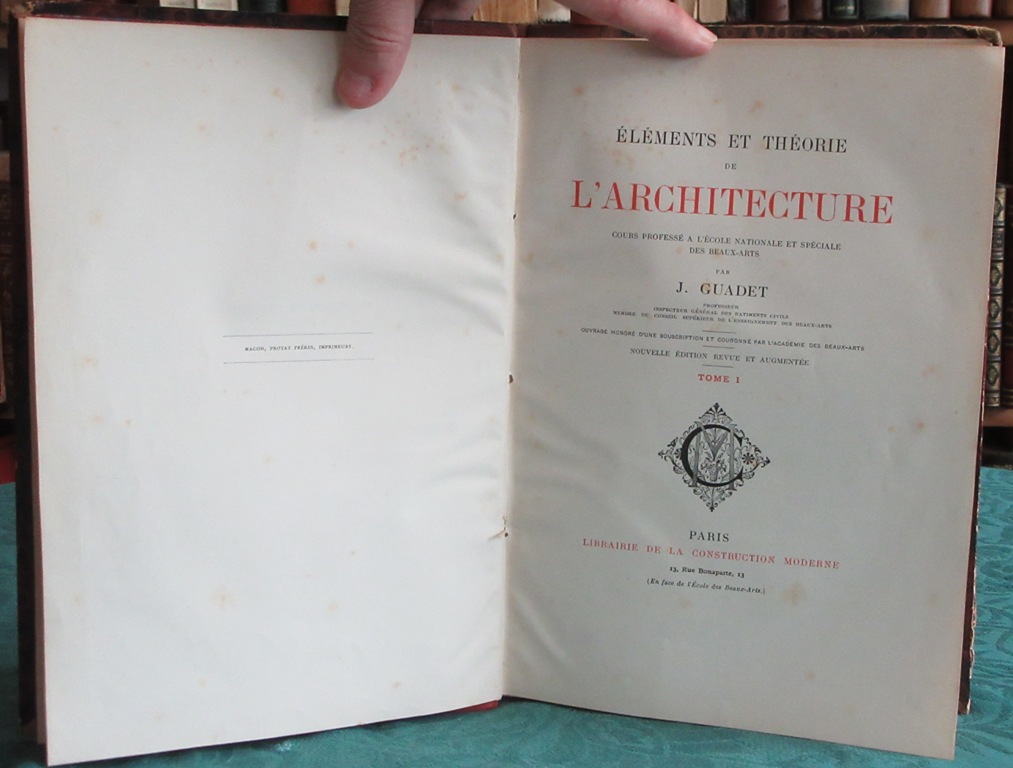 MACON, PROTAT FRÈRES, IMPRIMEURS.
ÉLÉMENTS ET THÉORIE
DE
L'ARCHITECTURE
COURS PROFESSÉ A L'ÉCOLE NATIONALE ET SPÉCIALE
DES BEAUX-ARTS
PAR
J. GUADET
PROFESSEUR
INSPECTEUR GÉNÉRAL DES BATIMENTS CIVILS
MEMBRE DU CONSEIL SUPÉRIEUR DE L'ENSEIGNEMENT DES BEAUX-ARTS
OUVRAGE HONORÉ D'UNE SOUSCRIPTION ET COURONNÉ PAR L'ACADÉMIE DES BEAUX-ARTS
NOUVELLE ÉDITION REVUE ET AUGMENTÉE
TOME I
PARIS
LIBRAIRIE DE LA CONSTRUCTION MODERNE
13, Rue Bonaparte, 13
(En face de l'École des Beaux-Arts.)